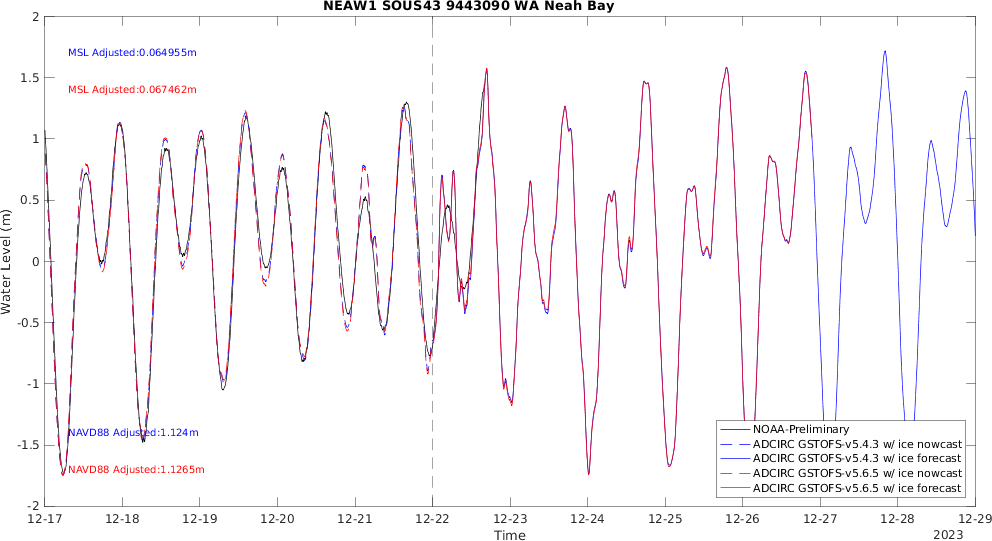 NEAW1 SOUS43 9443090 WA Neah Bay
2
1.5
1
0.5
0
-0.5
-1
-1.5
-2
Water Level (m)
MSL Adjusted:0.064955m
MSL Adjusted:0.067462m
NAVD88 Adjusted:1.124m
NAVD88 Adjusted:1.1265m
NOAA-Preliminary
ADCIRC GSTOFS-v5.4.3 w/ ice nowcast
ADCIRC GSTOFS-v5.4.3 w/ ice forecast
ADCIRC GSTOFS-v5.6.5 w/ ice nowcast
ADCIRC GSTOFS-v5.6.5 w/ ice forecast
12-17 12-18 12-19 12-20 12-21 12-22 12-23 12-24 12-25 12-26 12-27 12-28 12-29
Time
2023